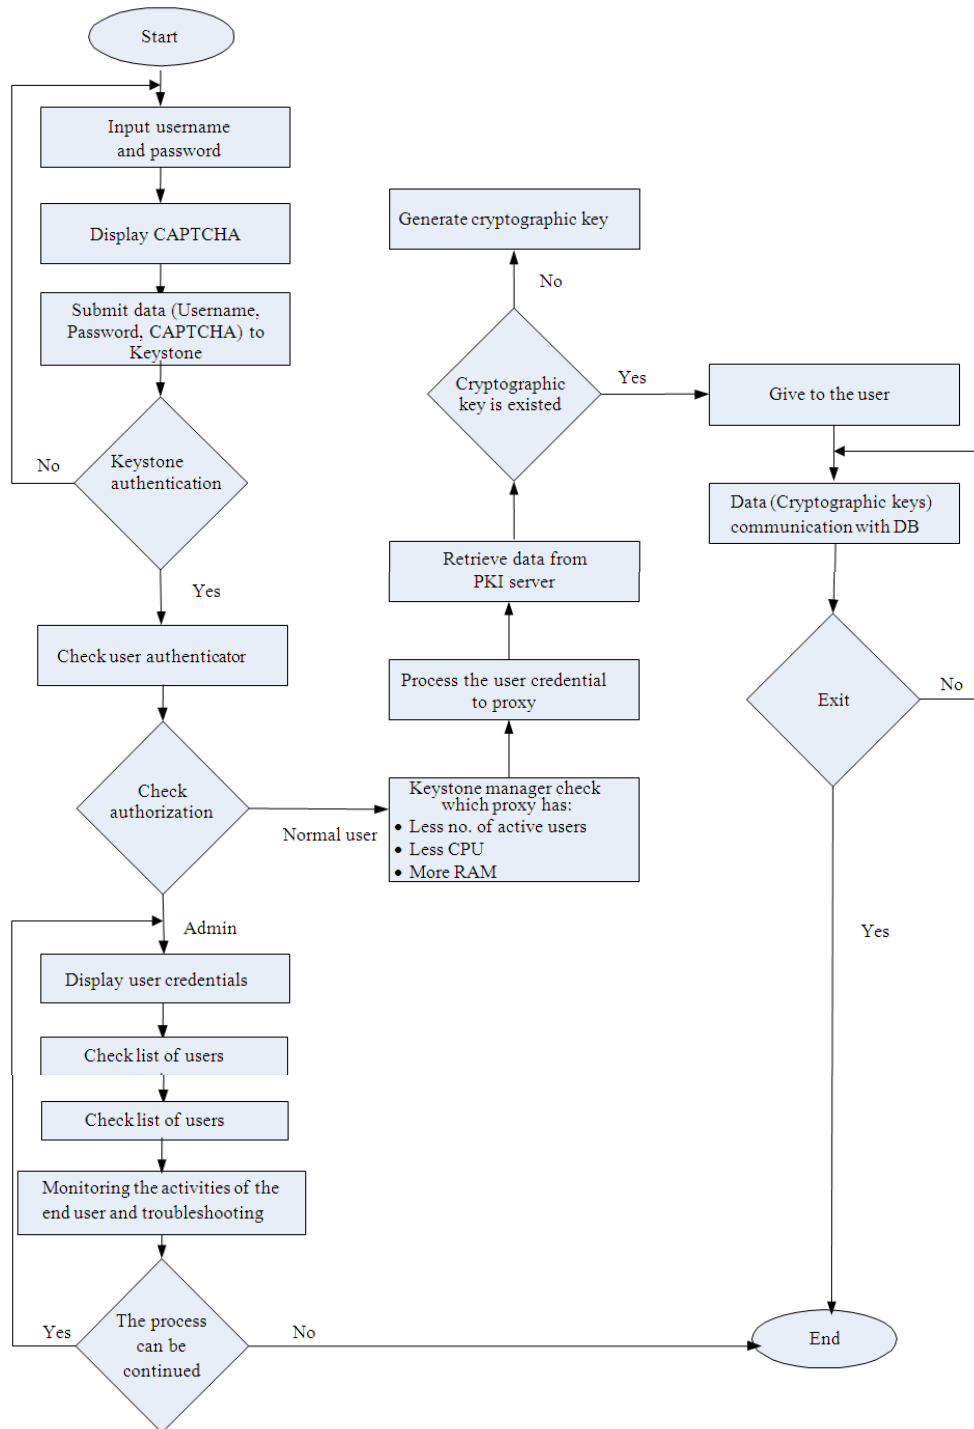 Start
Input username
and password
Display CAPTCHA
Submit data (Username,
Password, CAPTCHA) to
Keystone
No
Keystone
authentication
Yes
Check user authenticator
Check
authorization
Normal user
Admin
Display user credentials
Check list of users
Check list of users
Monitoring the activities of the
end user and troubleshooting
Yes
The process
can be
continued
No
Generate cryptographic key
No
Cryptographic
key is existed
Yes
Retrieve data from
PKI server
Process the user credential
to proxy
Keystone manager check
which proxy has:
• Less no. of active users
• Less CPU
• More RAM
Give to the user
Data (Cryptographic keys)
communication with DB
Exit
No
Yes
End